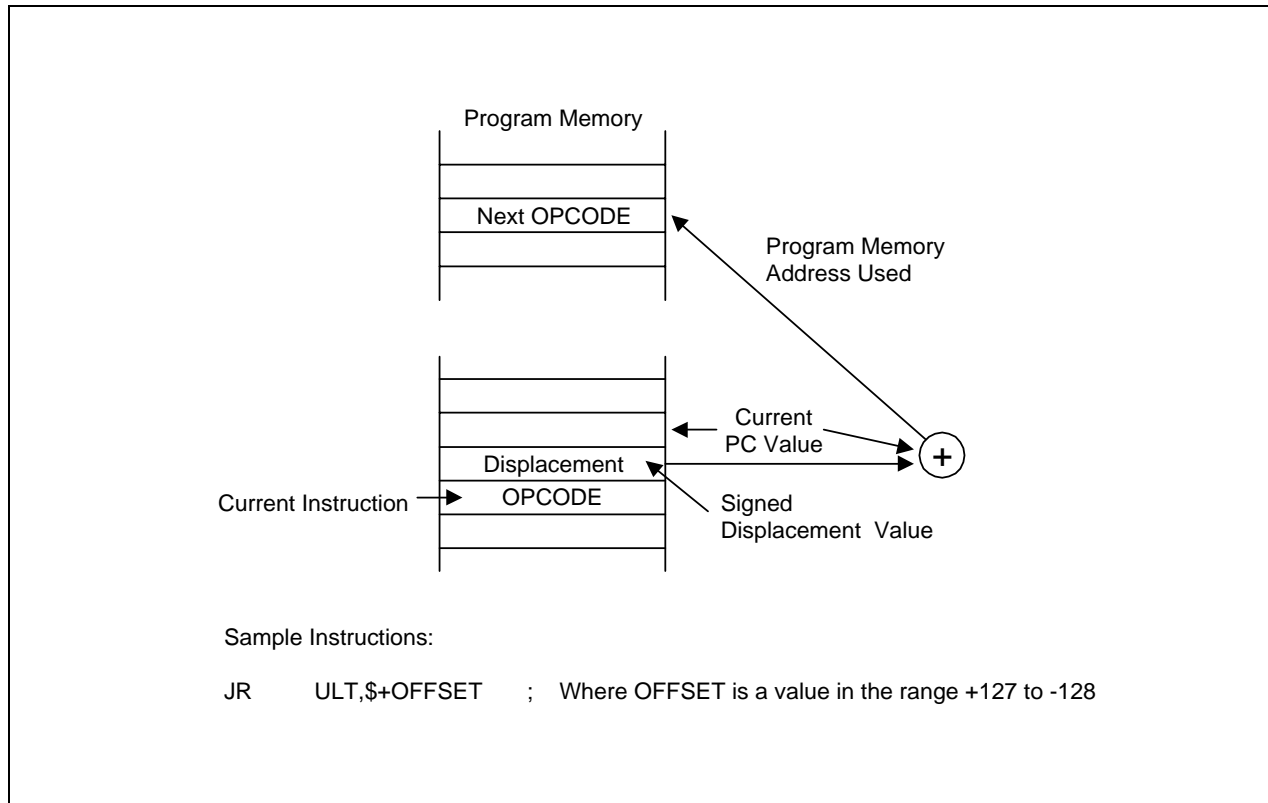 Program Memory
Next OPCODE
Program Memory
Address Used
Current
PC Value
Displacement
+
Current Instruction
OPCODE
Signed
Displacement Value
Sample Instructions:
JR ULT,$+OFFSET ; Where OFFSET is a value in the range +127 to -128